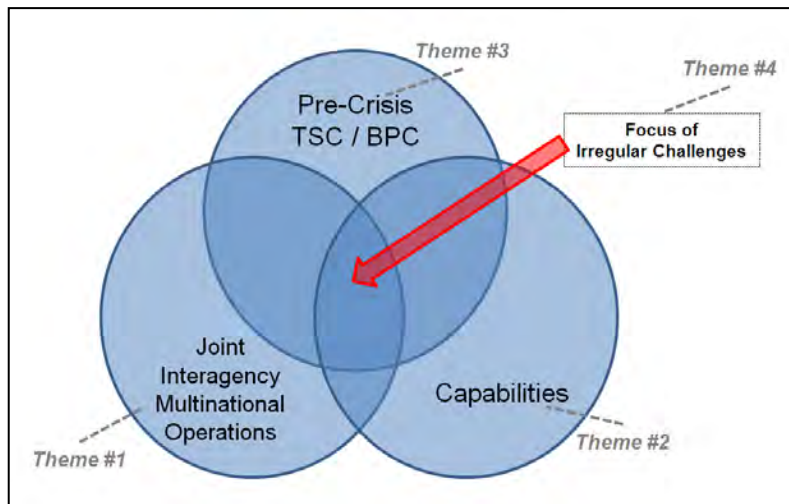 Theme #3
Theme #4
Pre-Crisis
TSC / BPC
Focus of
Irregular Challenges
Joint
Interagency
Multinational
Operations
Capabilities
Theme #1
Theme #2